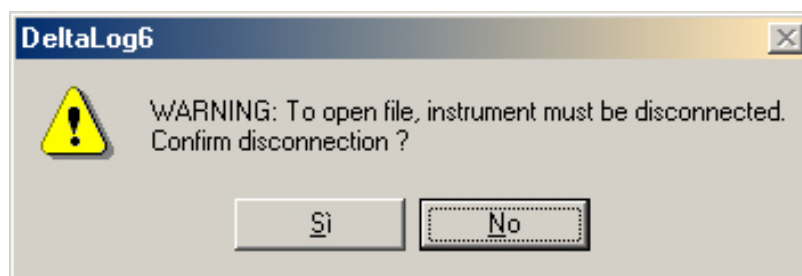 DeltaLog6
WARNING: To open file, instrument must be disconnected.
Confirm disconnection ?
Sì No